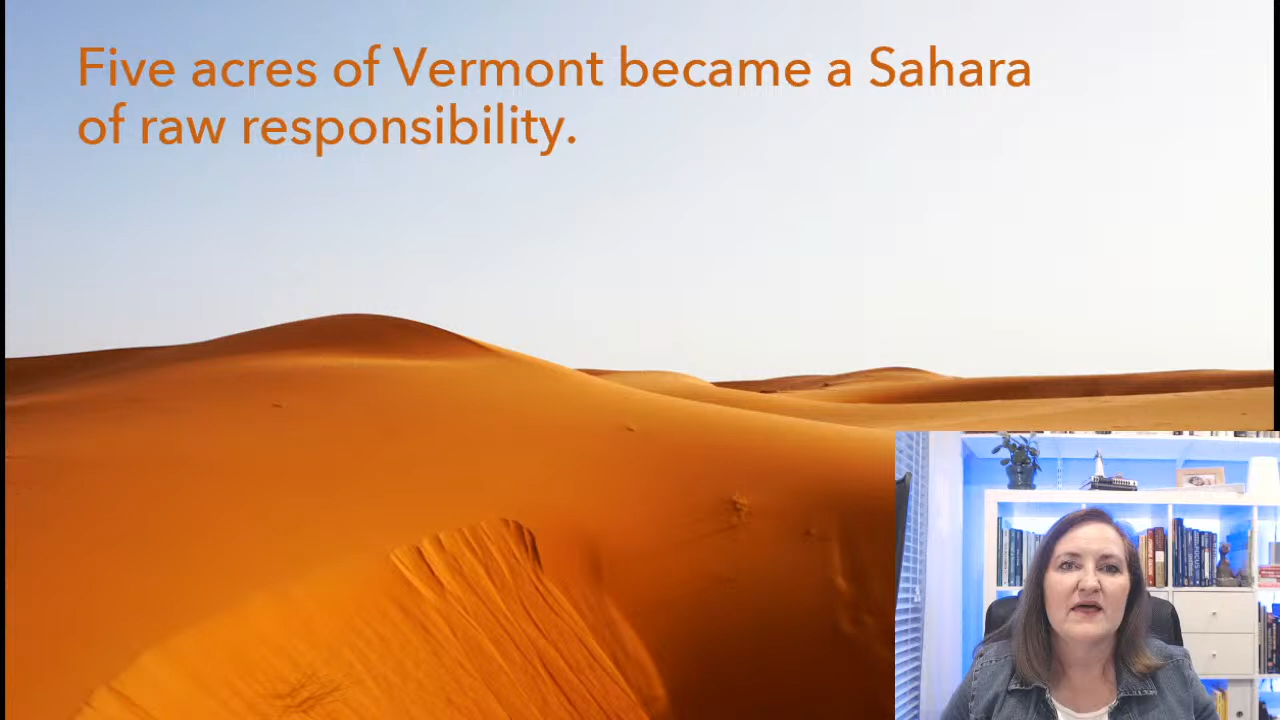 Five acres of Vermont became a Sahara
of raw responsibility.